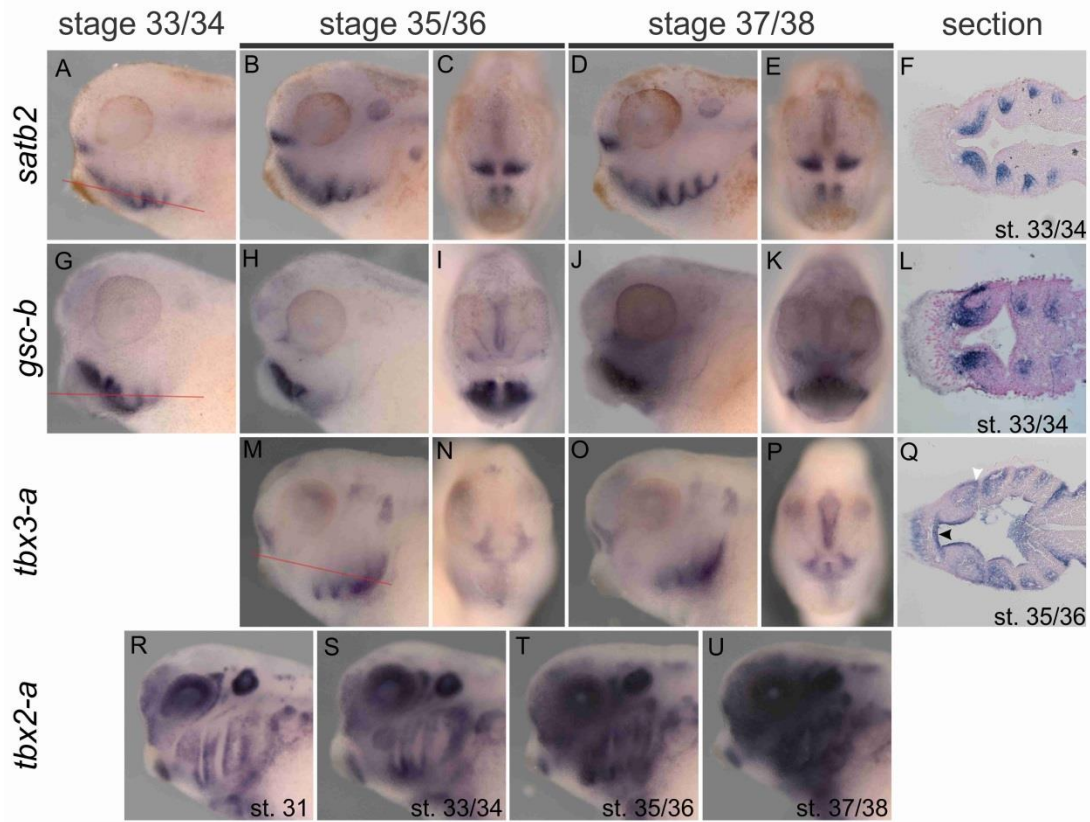 stage 33/34 stage 35/36 stage 37/38 section
satb2
A B C D E F
st. 33/34
gsc-b
G H I J K L
st. 33/34
tbx3-a
M N O P Q
st. 35/36
tbx2-a
R S T U
st. 31 st. 33/34 st. 35/36 st. 37/38